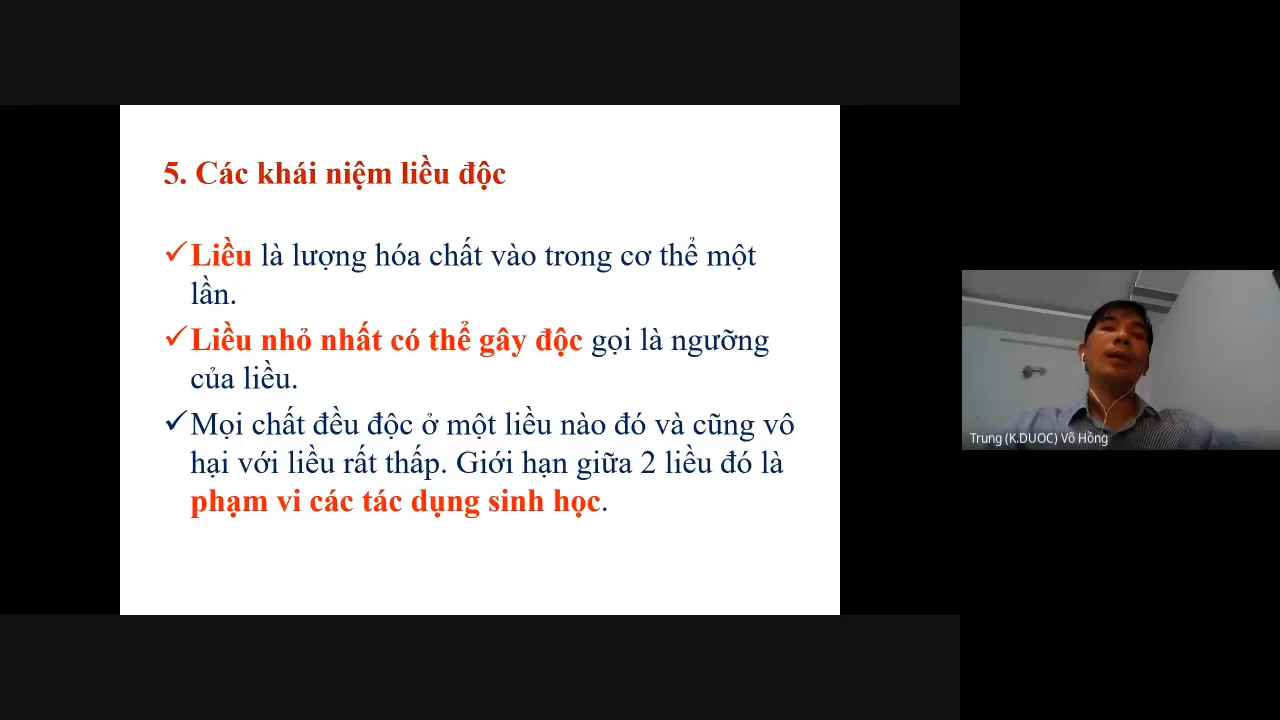 5. Các khái niệm liều độc
✓Liều là lượng hóa chất vào trong cơ thể một
lần.
✓Liều nhỏ nhất có thể gây độc gọi là ngưỡng
của liều.
✓Mọi chất đều độc ở một liều nào đó và cũng vô
hại với liều rất thấp. Giới hạn giữa 2 liều đó là
phạm vi các tác dụng sinh học.
Trung (K.DUOC) Võ Hồng